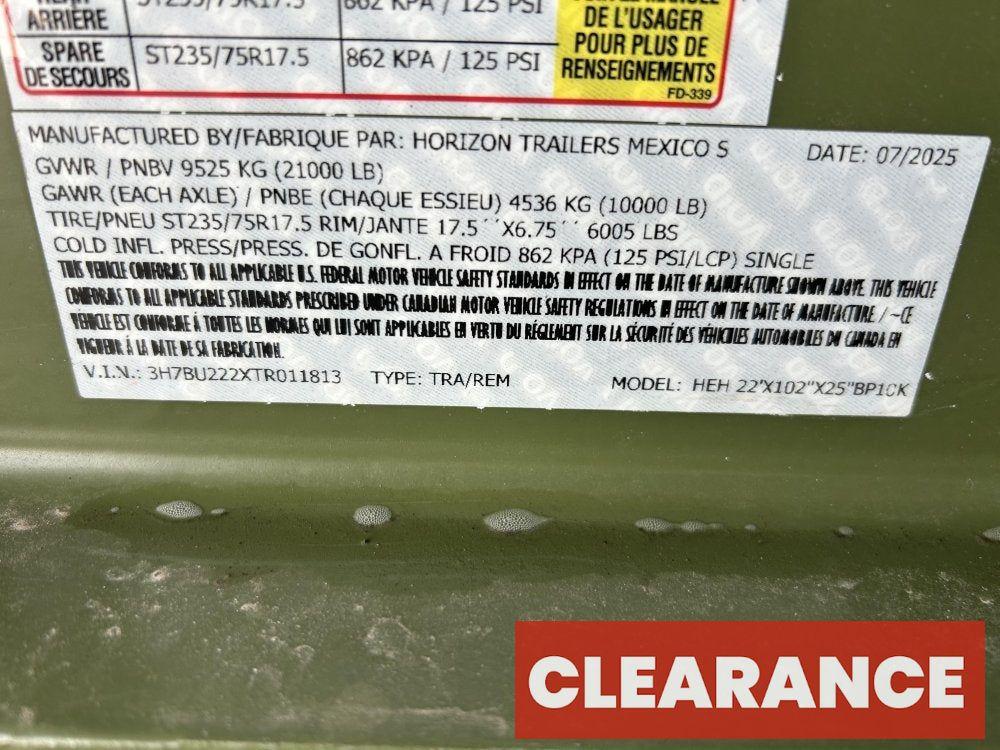 ARRIÈRE ST235/75R17.5 862 KPA / 125 PSI
SPARE
DE SECOURS ST235/75R17.5 862 KPA / 125 PSI
DE L'USAGER
POUR PLUS DE
RENSEIGNEMENTS
FD-339
MANUFACTURED BY/FABRIQUE PAR: HORIZON TRAILERS MEXICO S DATE: 07/2025
GVWR / PNBV 9525 KG (21000 LB)
GAWR (EACH AXLE) / PNBE (CHAQUE ESSIEU) 4536 KG (10000 LB)
TIRE/PNEU ST235/75R17.5 RIM/JANTE 17.5´´X6.75´´ 6005 LBS
COLD INFL. PRESS/PRESS. DE GONFL. A FROID 862 KPA (125 PSI/LCP) SINGLE
THIS VEHICLE CONFORMS TO ALL APPLICABLE U.S. FEDERAL MOTOR VEHICLE SAFETY STANDARDS IN EFFECT ON THE DATE OF MANUFACTURE SHOWN ABOVE. THIS VEHICLE
CONFORMS TO ALL APPLICABLE STANDARDS PRESCRIBED UNDER CANADIAN MOTOR VEHICLE SAFETY REGULATIONS IN EFFECT ON THE DATE OF MANUFACTURE. / ~CE
VEHICLE EST CONFORME À TOUTES LES NORMES QUI LUI SONT APPLICABLES EN VERTU DU RÉGLEMENT SUR LA SÉCURITÉ DES VÉHICULES AUTOMOBILES DU CANADA EN
VIGUEUR À LA DATE DE SA FABRICATION.
V.I.N.: 3H7BU222XTR011813 TYPE: TRA/REM MODEL: HEH 22'X102"X25"BP10K
CLEARANCE